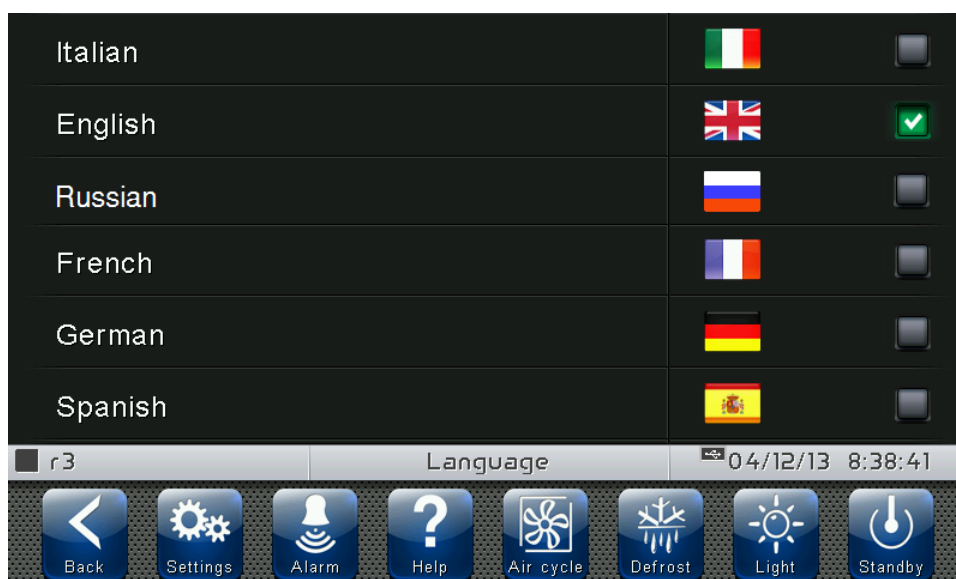 Italian
English
Russian
French
German
Spanish
r3 Language 04/12/13 8:38:41
Back Settings Alarm ? Help Air cycle Defrost Light Standby